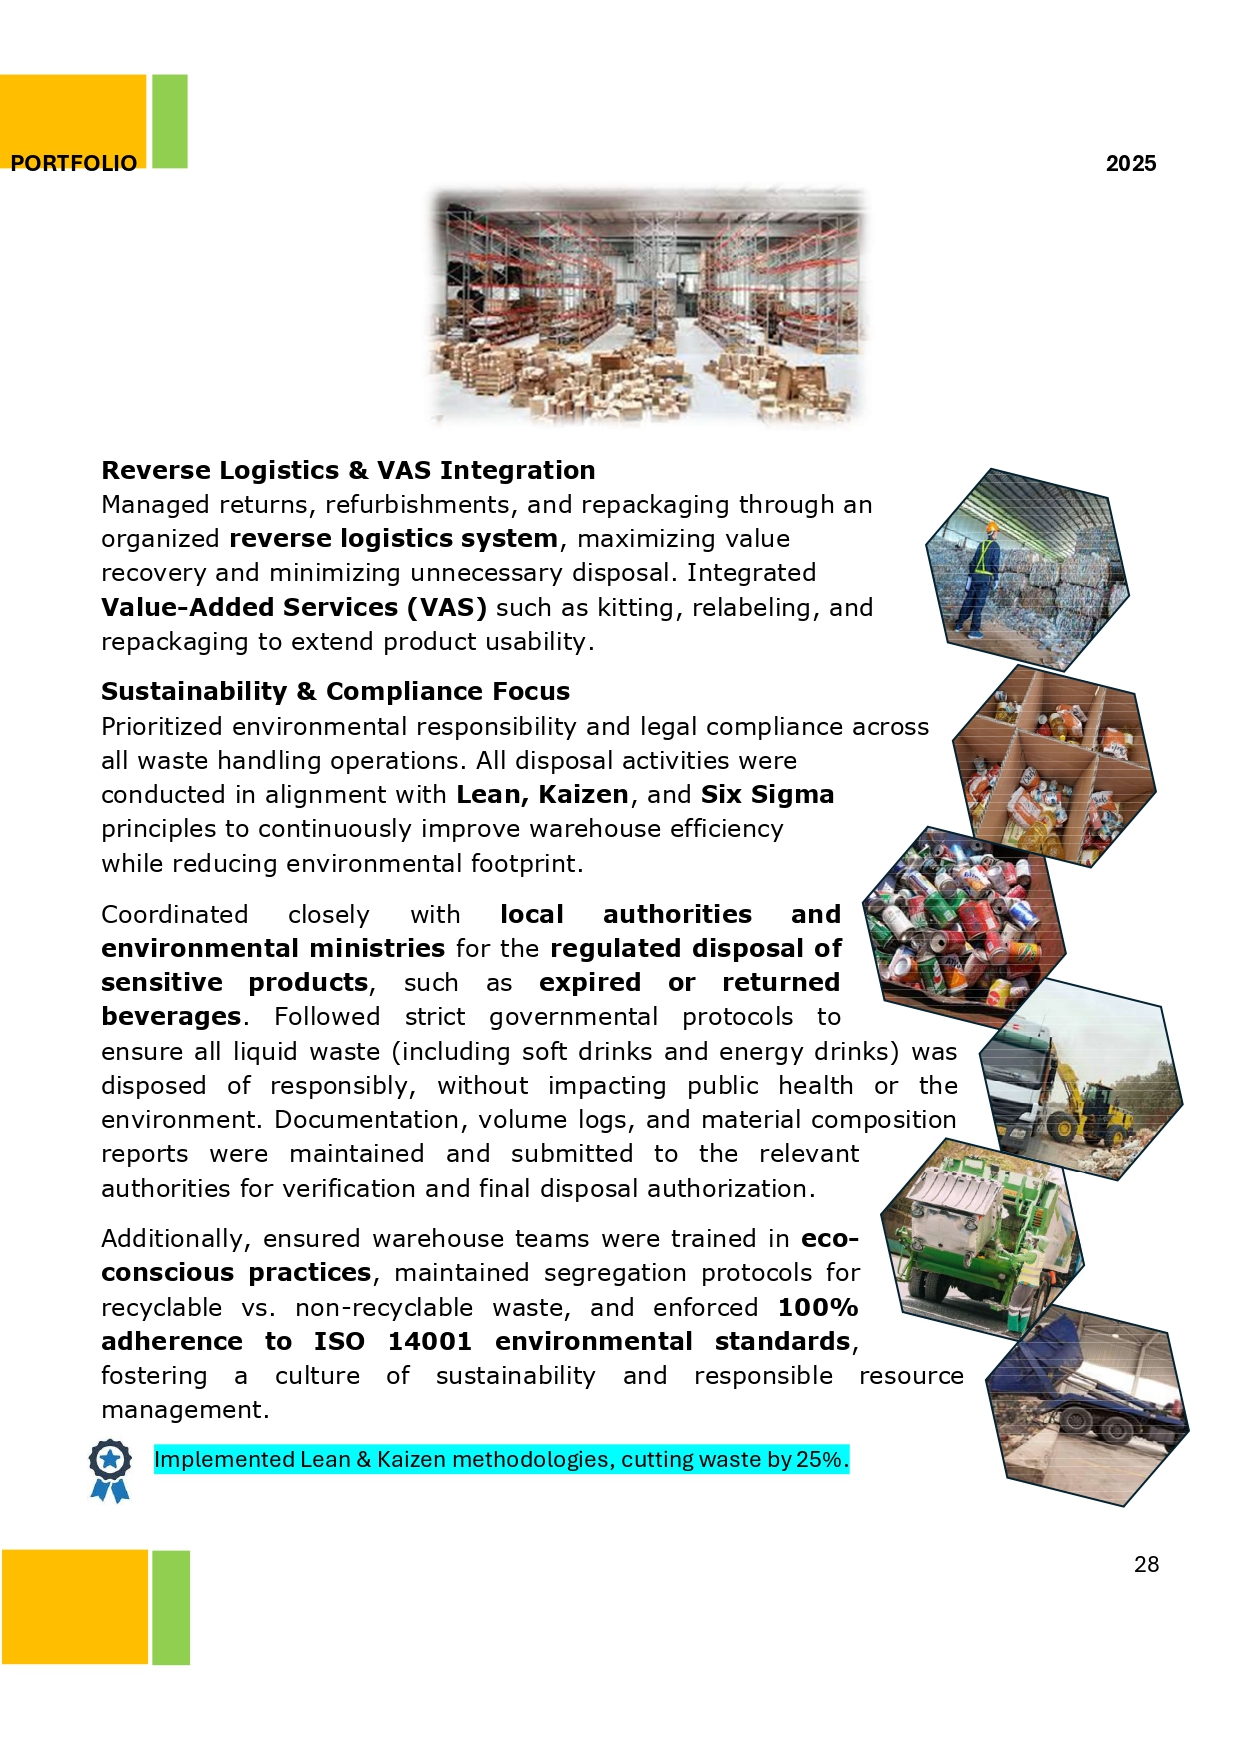 PORTFOLIO
2025
Reverse Logistics & VAS Integration
Managed returns, refurbishments, and repackaging through an
organized reverse logistics system, maximizing value
recovery and minimizing unnecessary disposal. Integrated
Value-Added Services (VAS) such as kitting, relabeling, and
repackaging to extend product usability.
Sustainability & Compliance Focus
Prioritized environmental responsibility and legal compliance across
all waste handling operations. All disposal activities were
conducted in alignment with Lean, Kaizen, and Six Sigma
principles to continuously improve warehouse efficiency
while reducing environmental footprint.
Coordinated closely with local authorities and
environmental ministries for the regulated disposal of
sensitive products, such as expired or returned
beverages. Followed strict governmental protocols to
ensure all liquid waste (including soft drinks and energy drinks) was
disposed of responsibly, without impacting public health or the
environment. Documentation, volume logs, and material composition
reports were maintained and submitted to the relevant
authorities for verification and final disposal authorization.
Additionally, ensured warehouse teams were trained in eco-
conscious practices, maintained segregation protocols for
recyclable vs. non-recyclable waste, and enforced 100%
adherence to ISO 14001 environmental standards,
fostering a culture of sustainability and responsible resource
management.
Implemented Lean & Kaizen methodologies, cutting waste by 25%.
28